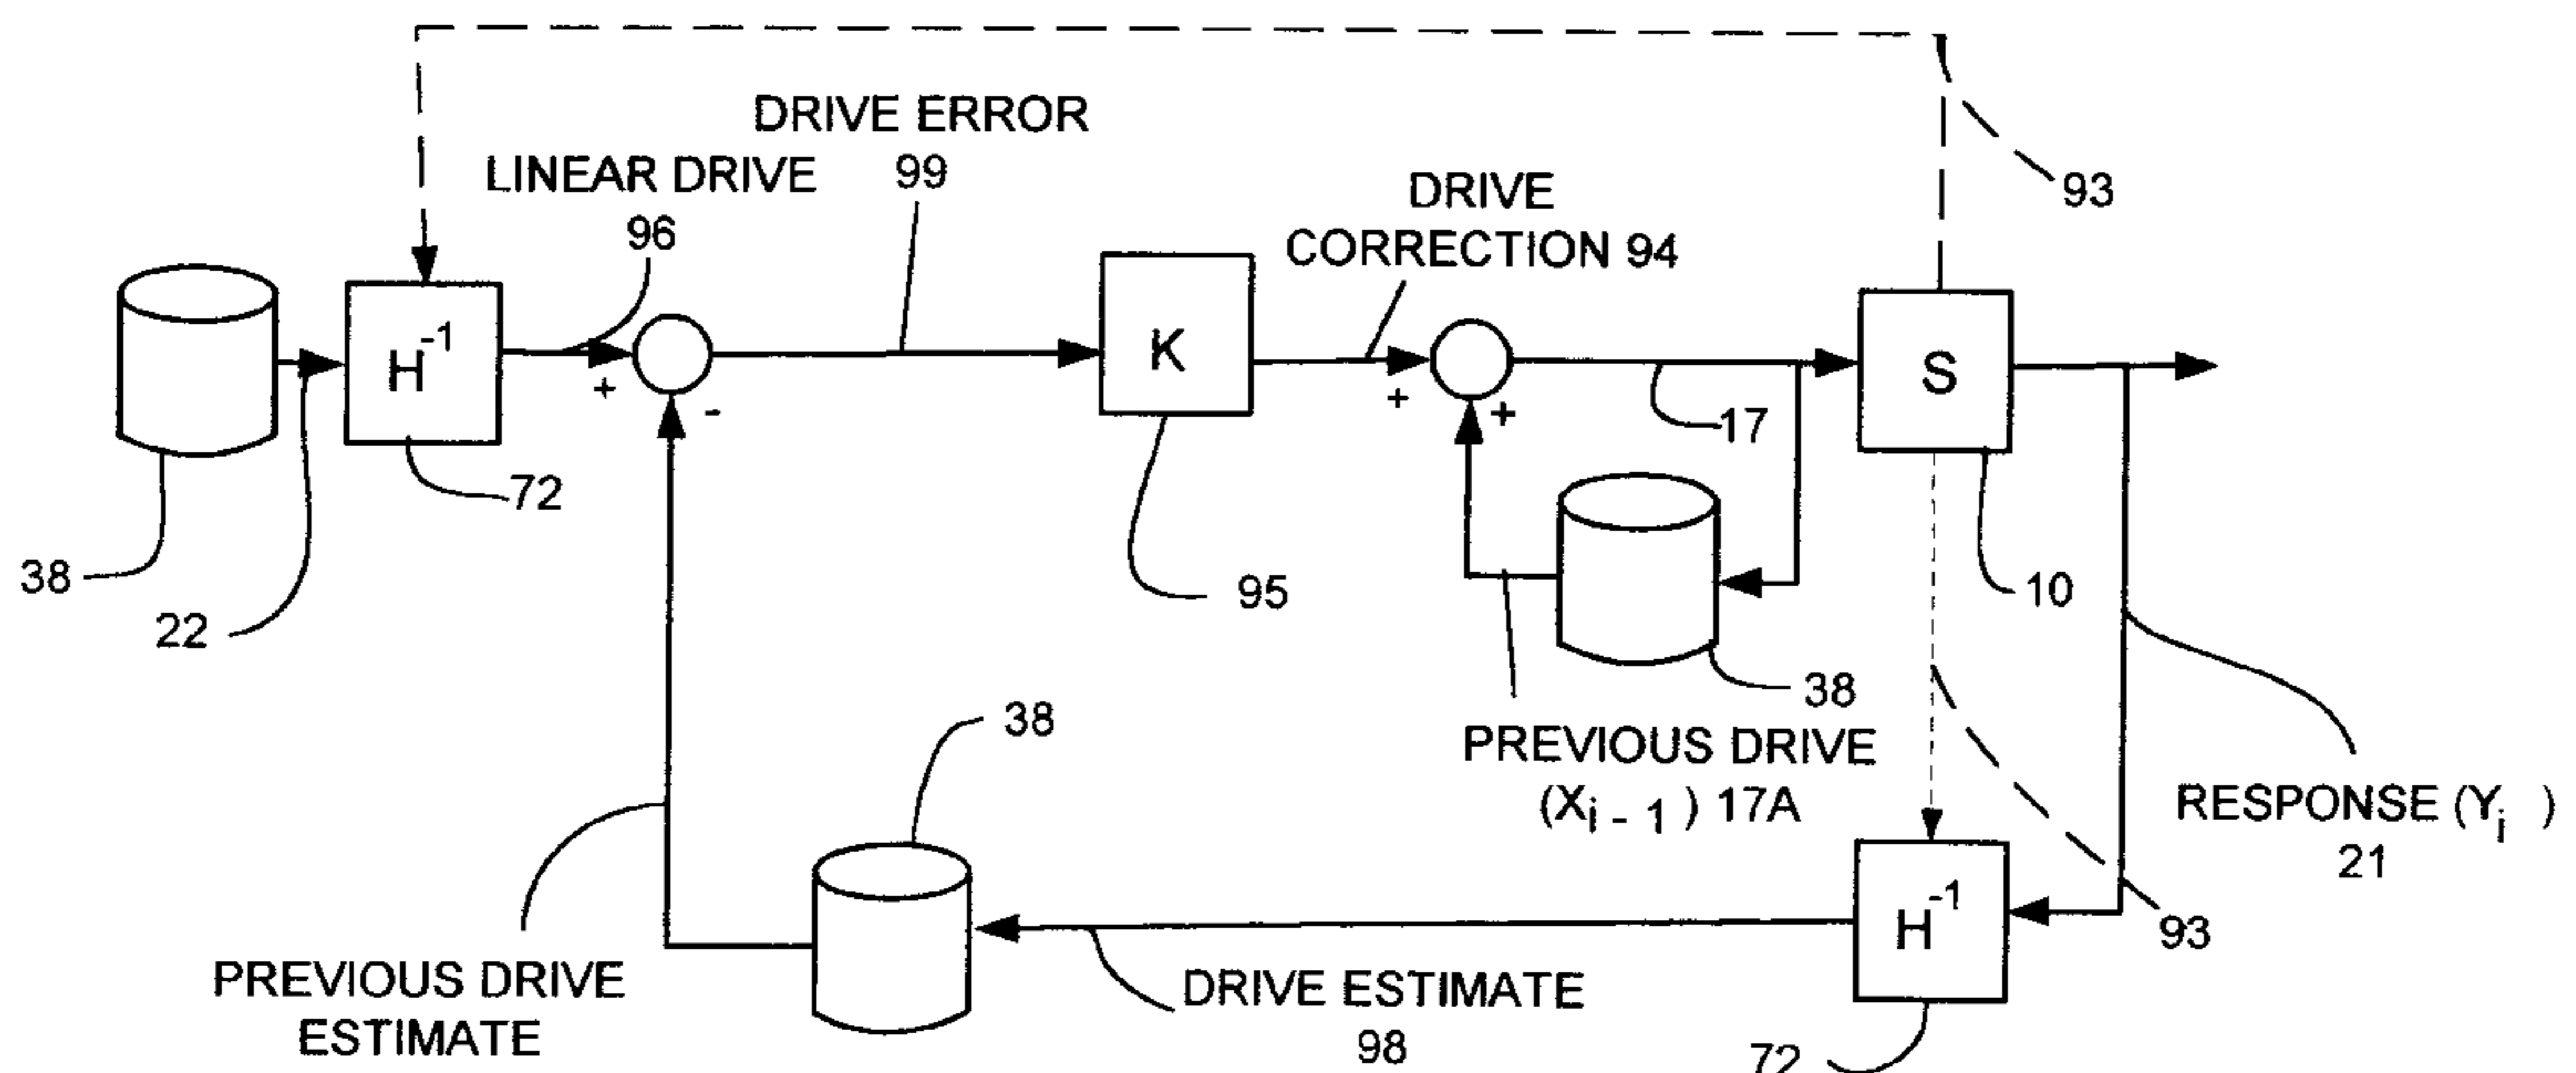 DRIVE ERROR
99
LINEAR DRIVE
96
DRIVE
CORRECTION 94
93
H-1
+
-
K
+
+
S
17
72
38
22
95
10
38
PREVIOUS DRIVE
(Xi - 1 ) 17A
38
RESPONSE (Yi )
21
H-1
93
PREVIOUS DRIVE
ESTIMATE
DRIVE ESTIMATE
98
72